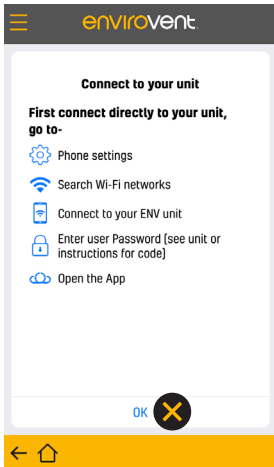 envirovent
Connect to your unit
First connect directly to your unit,
go to-
Phone settings
Search Wi-Fi networks
Connect to your ENV unit
Enter user Password (see unit or
instructions for code)
Open the App
OK